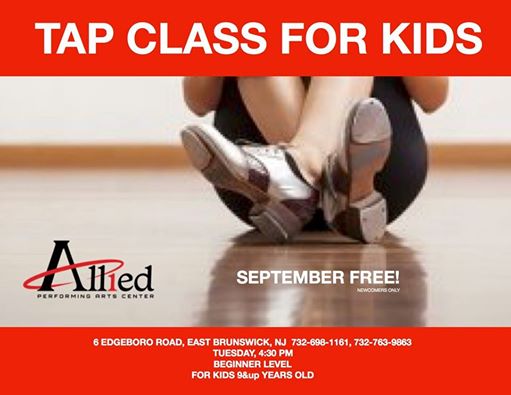 TAP CLASS FOR KIDS
Allied
PERFORMING ARTS CENTER
SEPTEMBER FREE!
NEWCOMERS ONLY
6 EDGEBORO ROAD, EAST BRUNSWICK, NJ 732-698-1161, 732-763-9863
TUESDAY, 4:30 PM
BEGINNER LEVEL
FOR KIDS 9&up YEARS OLD